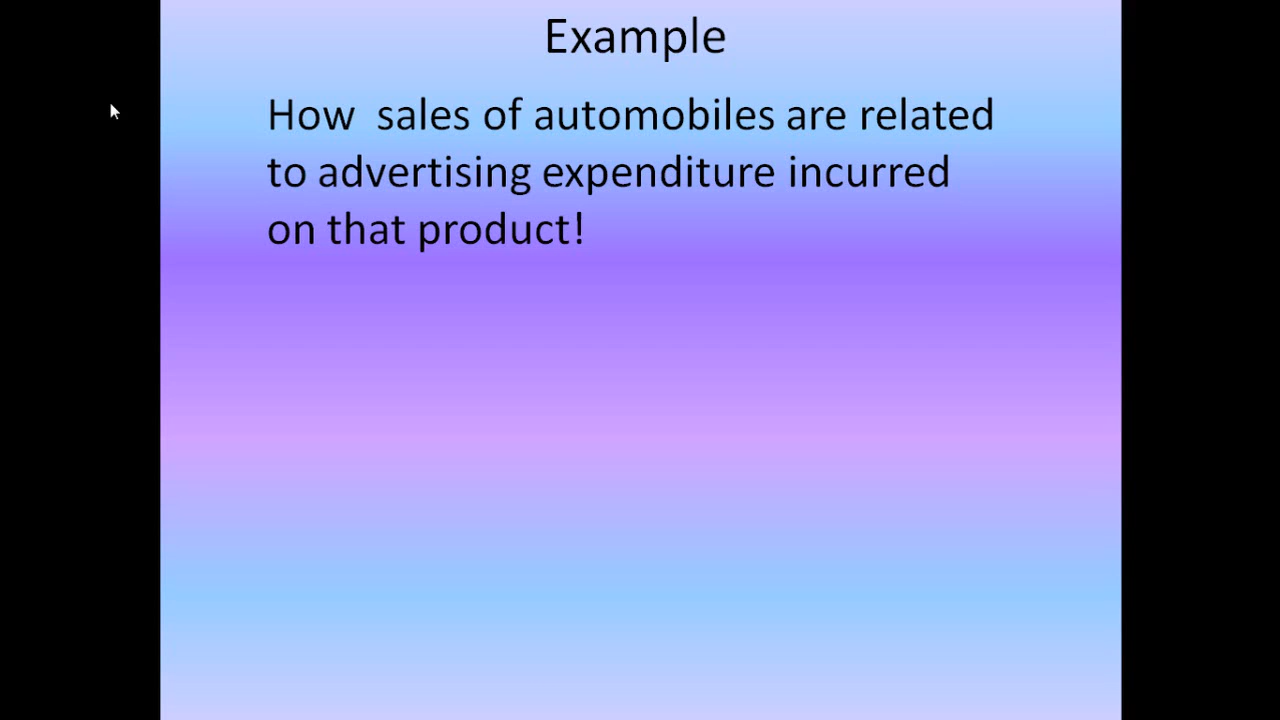 Example
How  sales of automobiles are related
to advertising expenditure incurred
on that product!